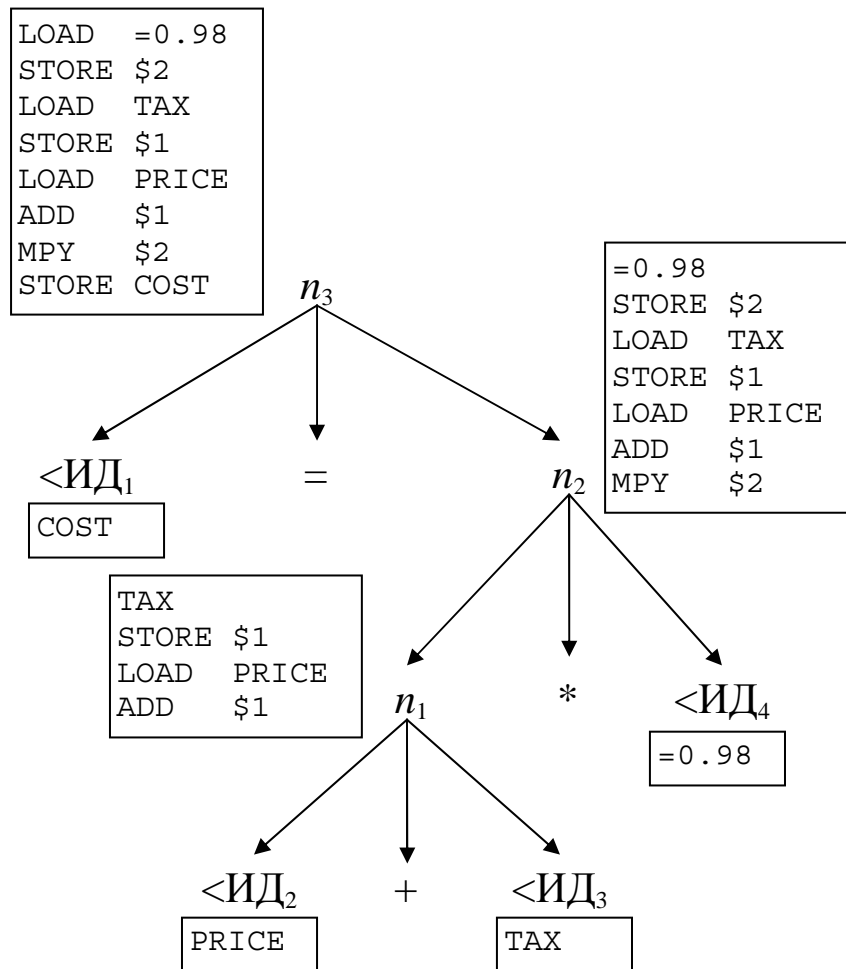 LOAD =0.98
STORE $2
LOAD TAX
STORE $1
LOAD PRICE
ADD $1
MPY $2
STORE COST
n3
=0.98
STORE $2
LOAD TAX
STORE $1
LOAD PRICE
ADD $1
MPY $2
<ИД1
=
n2
COST
TAX
STORE $1
LOAD PRICE
ADD $1
n1
*
<ИД4
=0.98
<ИД2
+
<ИД3
PRICE
TAX